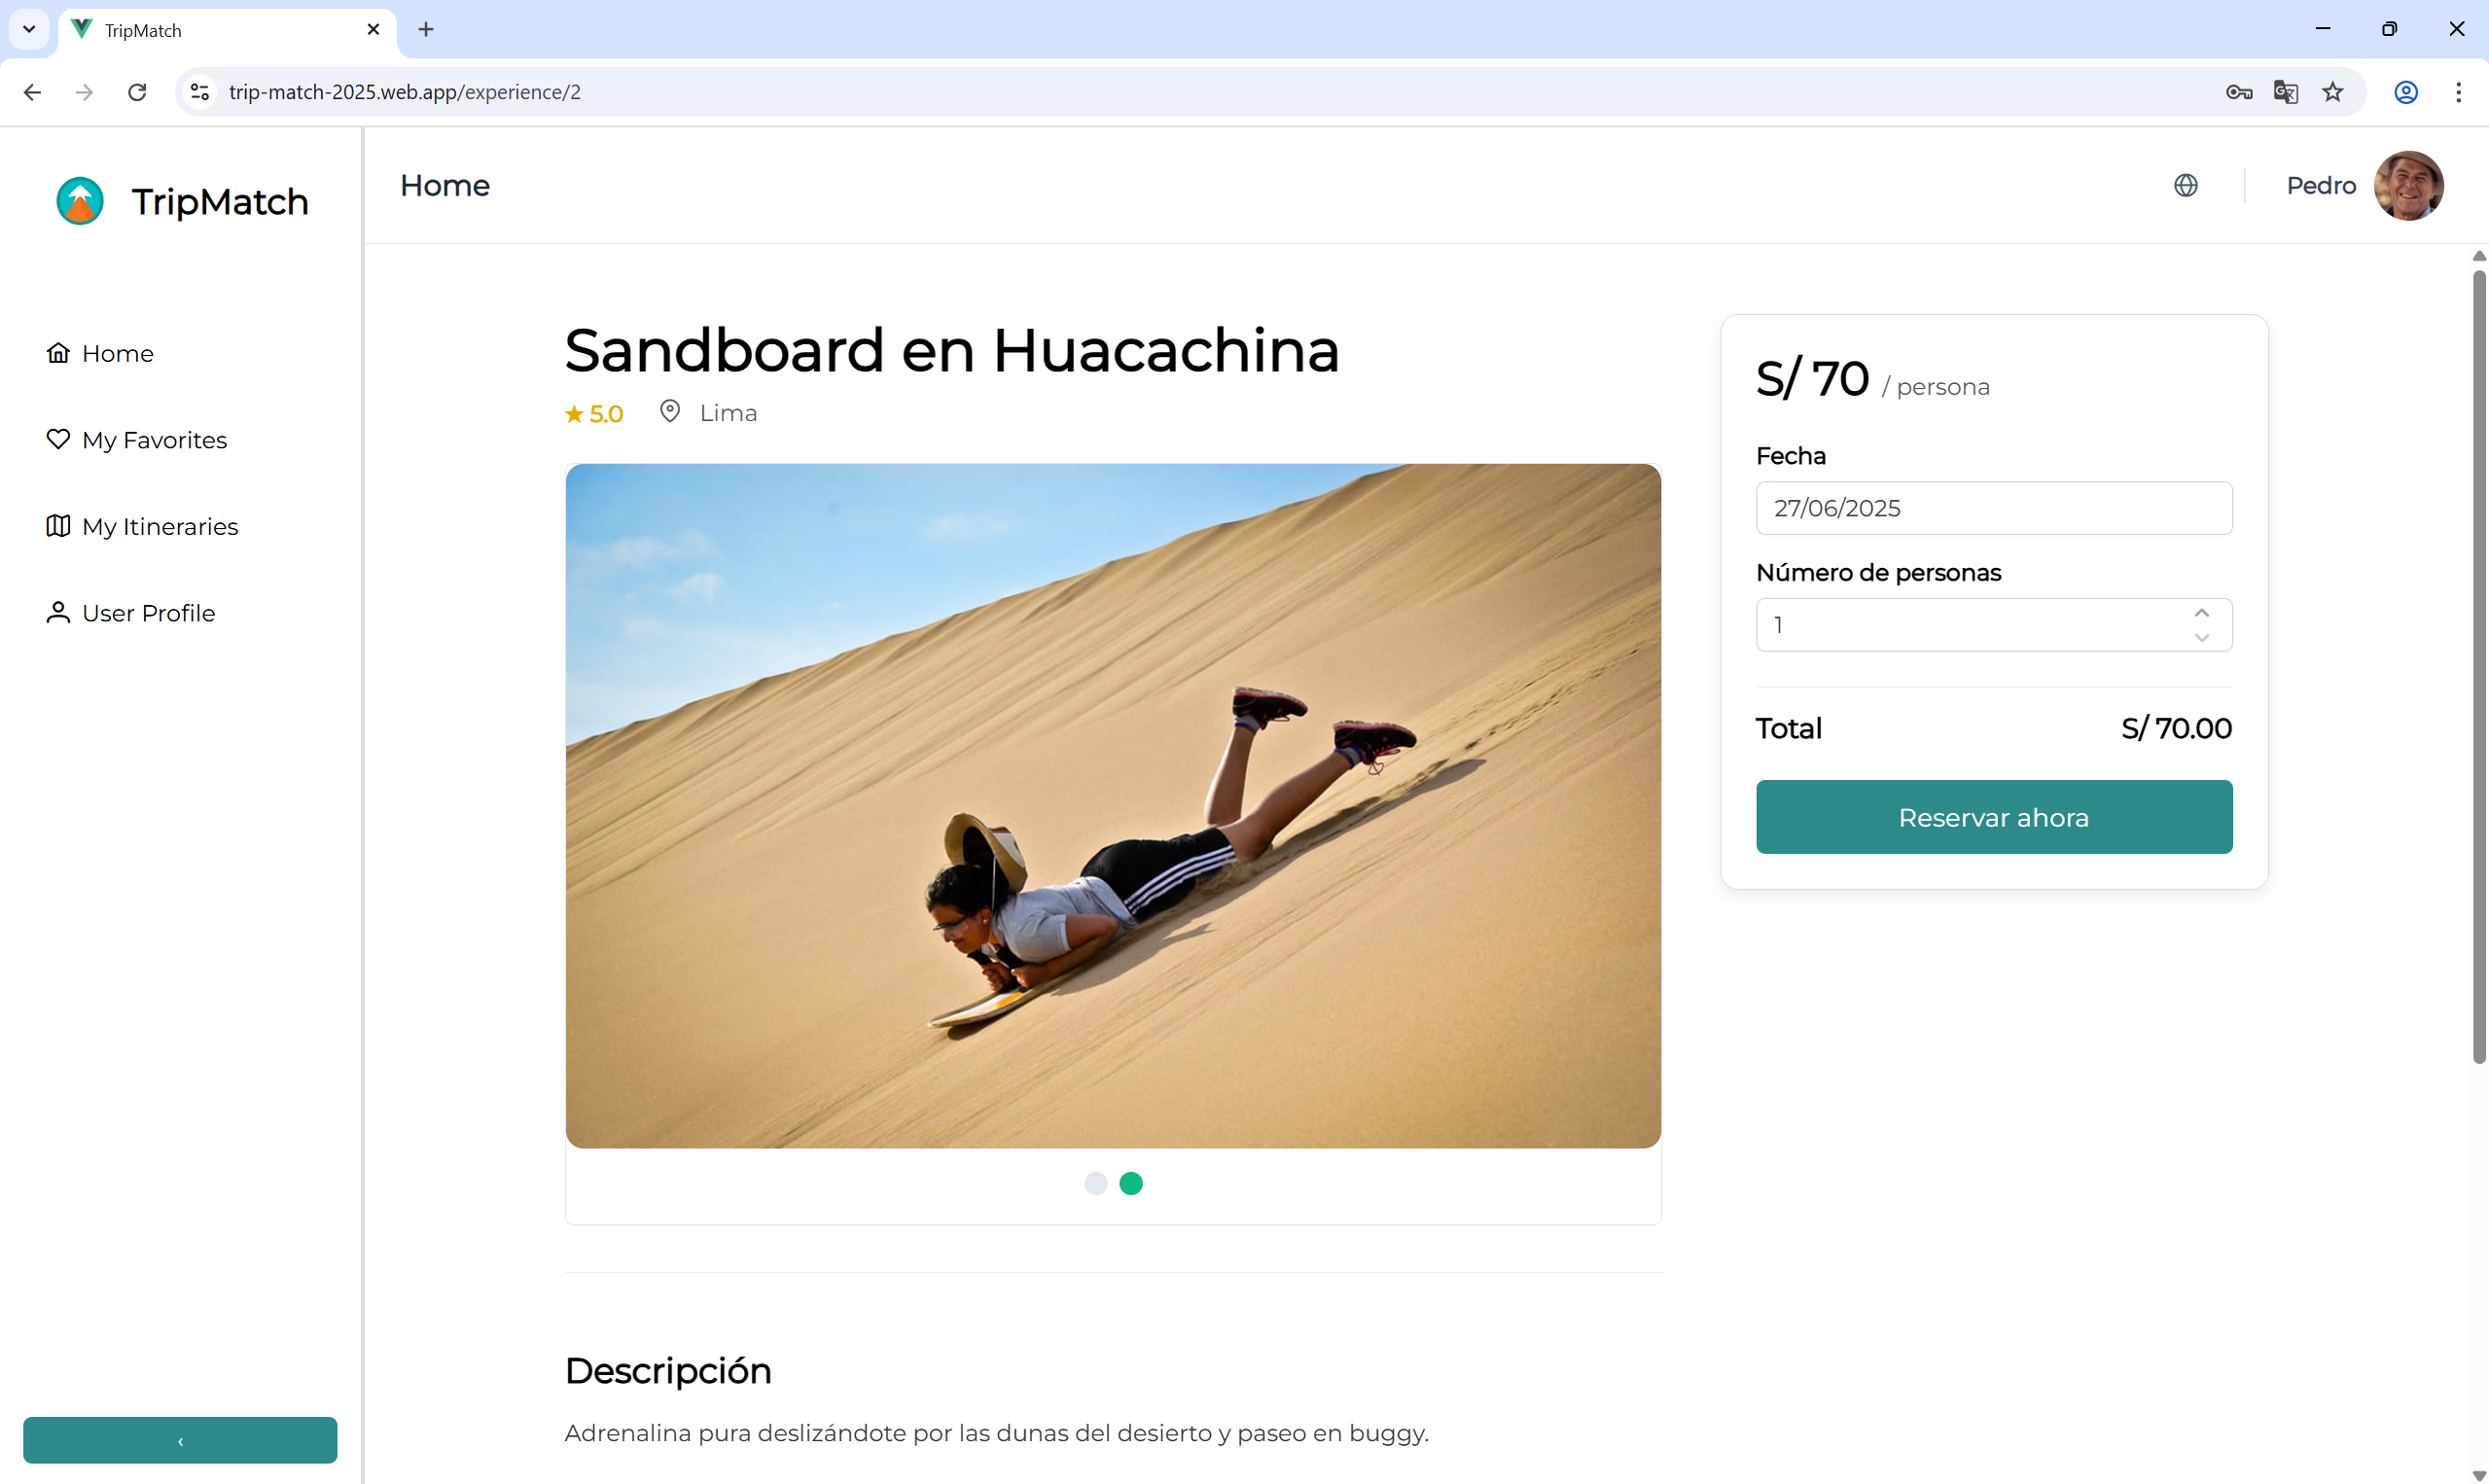 TripMatch
trip-match-2025.web.app/experience/2
TripMatch
Home
My Favorites
My Itineraries
User Profile
‹
Home
Pedro
Sandboard en Huacachina
★ 5.0 Lima
S/ 70 / persona
Fecha
27/06/2025
Número de personas
1
Total S/ 70.00
Reservar ahora
Descripción
Adrenalina pura deslizándote por las dunas del desierto y paseo en buggy.